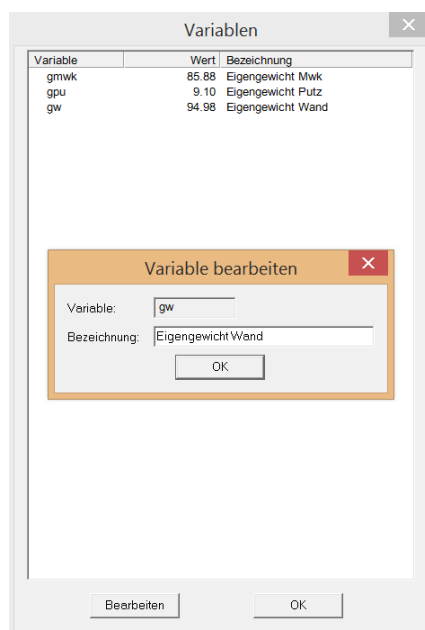 Variablen
Variable Wert Bezeichnung
gmwk 85.88 Eigengewicht Mwk
gpu 9.10 Eigengewicht Putz
gw 94.98 Eigengewicht Wand
Variable bearbeiten
Variable: gw
Bezeichnung: Eigengewicht Wand
OK
Bearbeiten OK